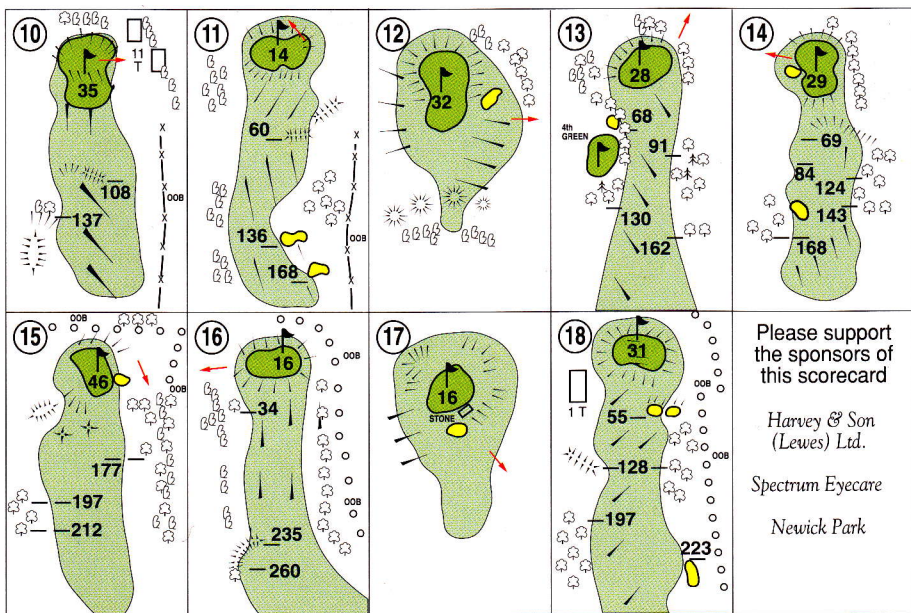 10
11
T
35
108
137
OOB
11
14
60
136
168
OOB
12
32
13
28
68
4th
GREEN
91
130
162
14
29
69
84
124
143
168
15
OOB
46
OOB
177
197
212
16
16
OOB
34
OOB
235
260
17
16
STONE
18
31
1 T
OOB
55
OOB
128
197
223
Please support
the sponsors of
this scorecard
Harvey & Son
(Lewes) Ltd.
Spectrum Eyecare
Newick Park